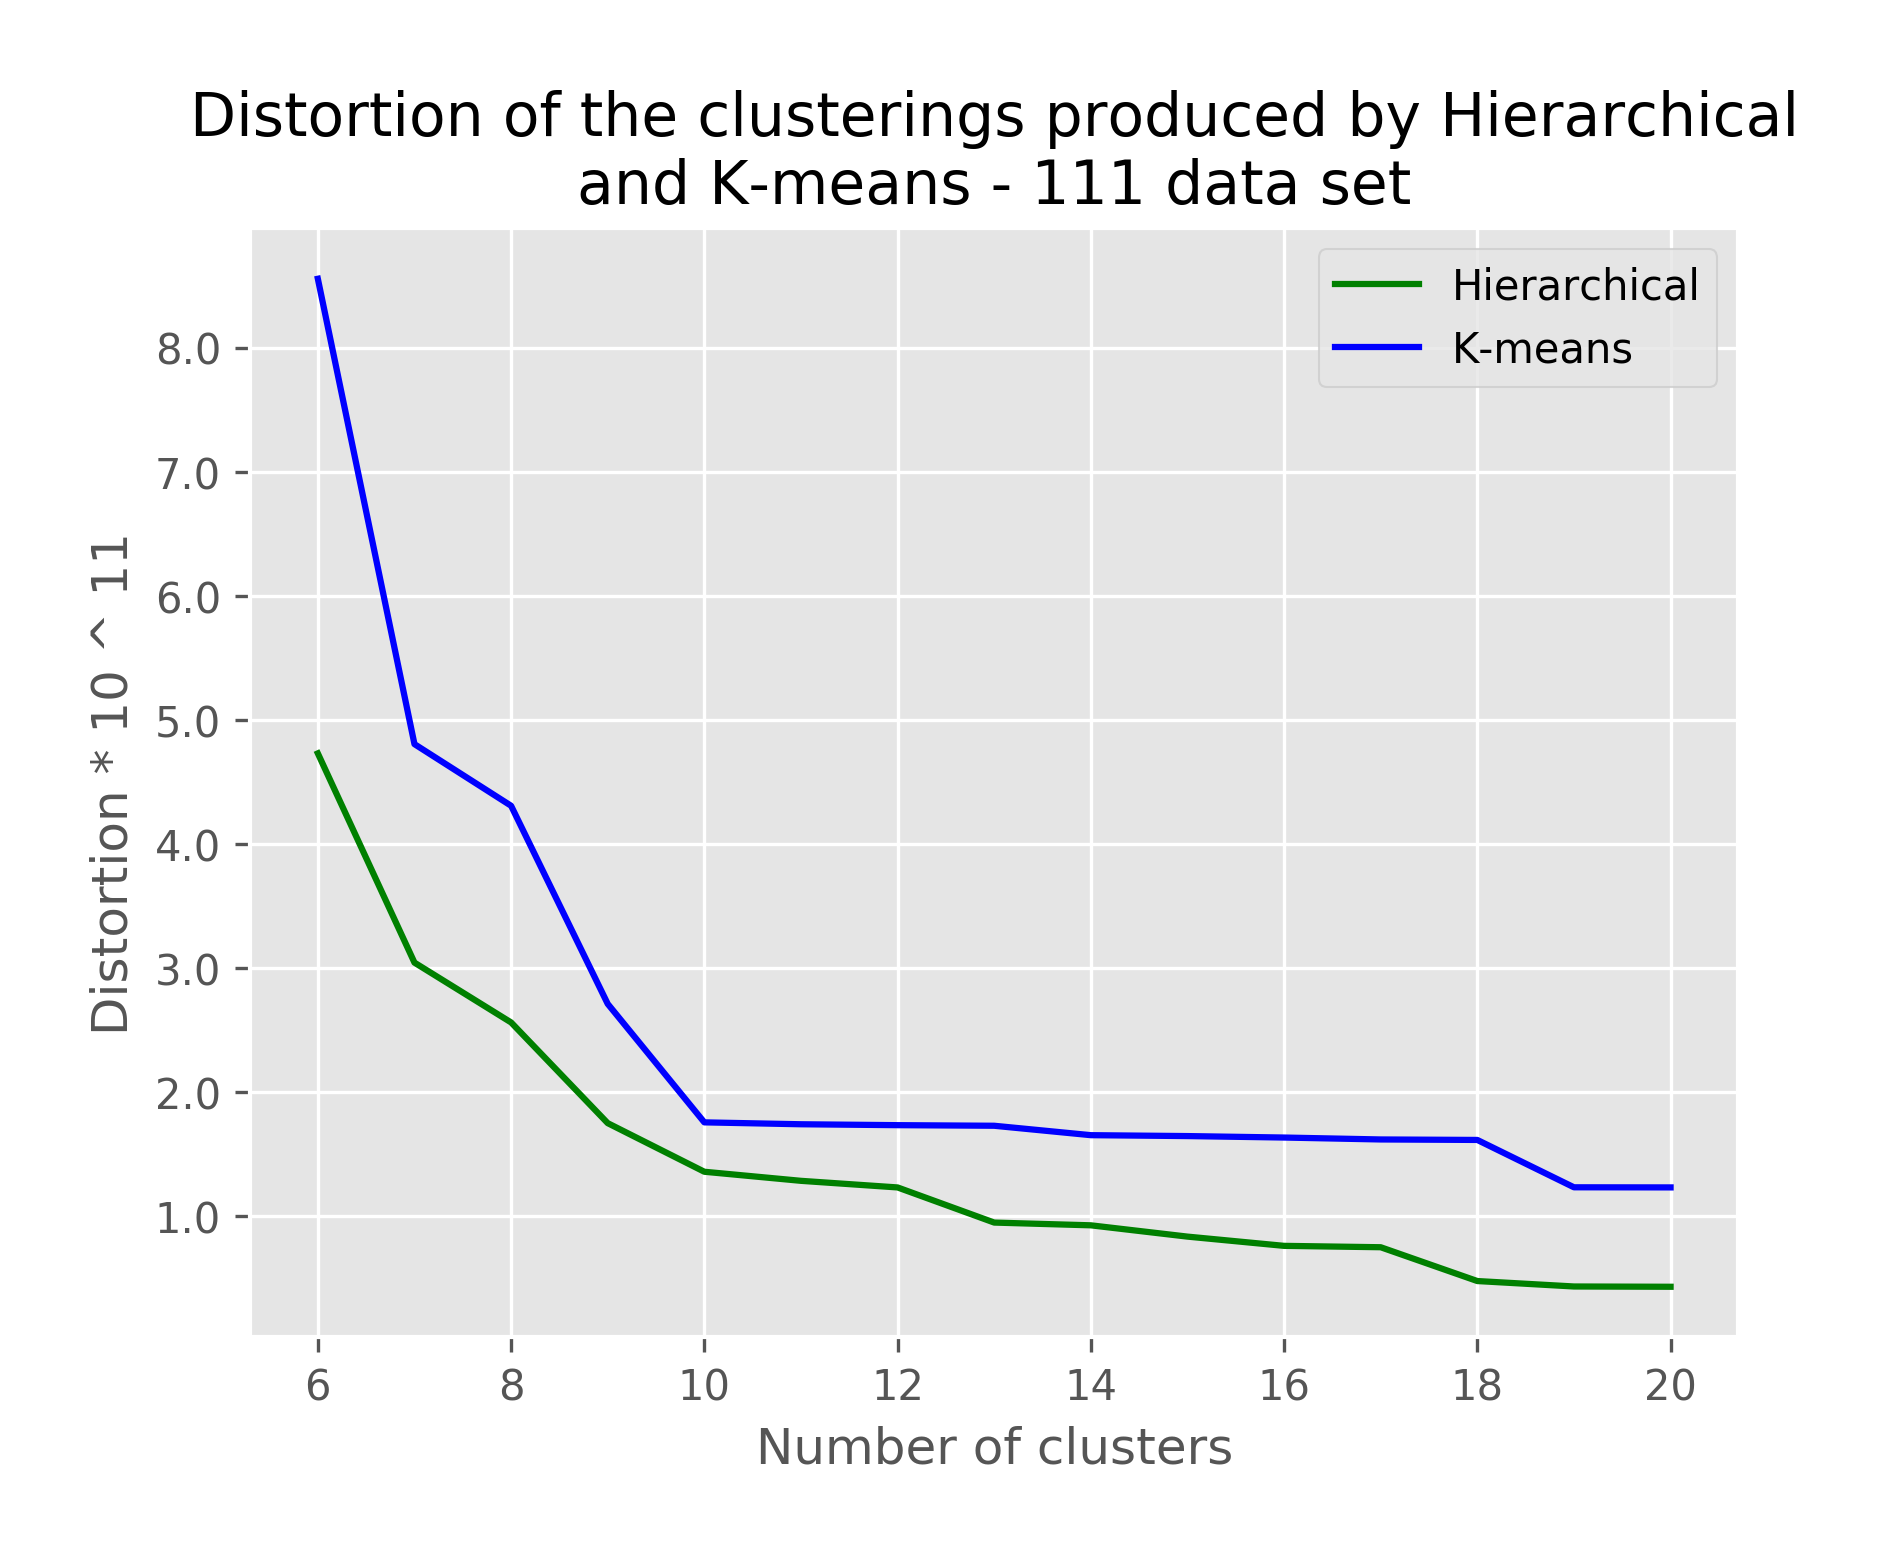 Distortion of the clusterings produced by Hierarchical
and K-means - 111 data set
Hierarchical
K-means
Distortion * 10 ^ 11
8.0
7.0
6.0
5.0
4.0
3.0
2.0
1.0
6 8 10 12 14 16 18 20
Number of clusters